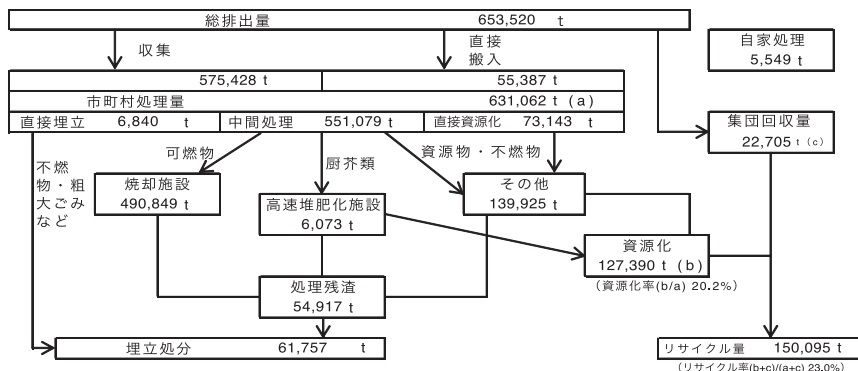 総排出量 653,520 t
収集
直接
搬入
自家処理
5,549 t
575,428 t 55,387 t
市町村処理量 631,062 t (a)
直接埋立 6,840 t 中間処理 551,079 t 直接資源化 73,143 t
集団回収量
22,705 t (c)
不燃
物・粗
大ごみ
など
可燃物
厨芥類
資源物・不燃物
焼却施設
490,849 t
高速堆肥化施設
6,073 t
その他
139,925 t
資源化
127,390 t (b)
(資源化率(b/a) 20.2%)
処理残渣
54,917 t
埋立処分 61,757 t
リサイクル量 150,095 t
(リサイクル率(b+c)/(a+c) 23.0%)